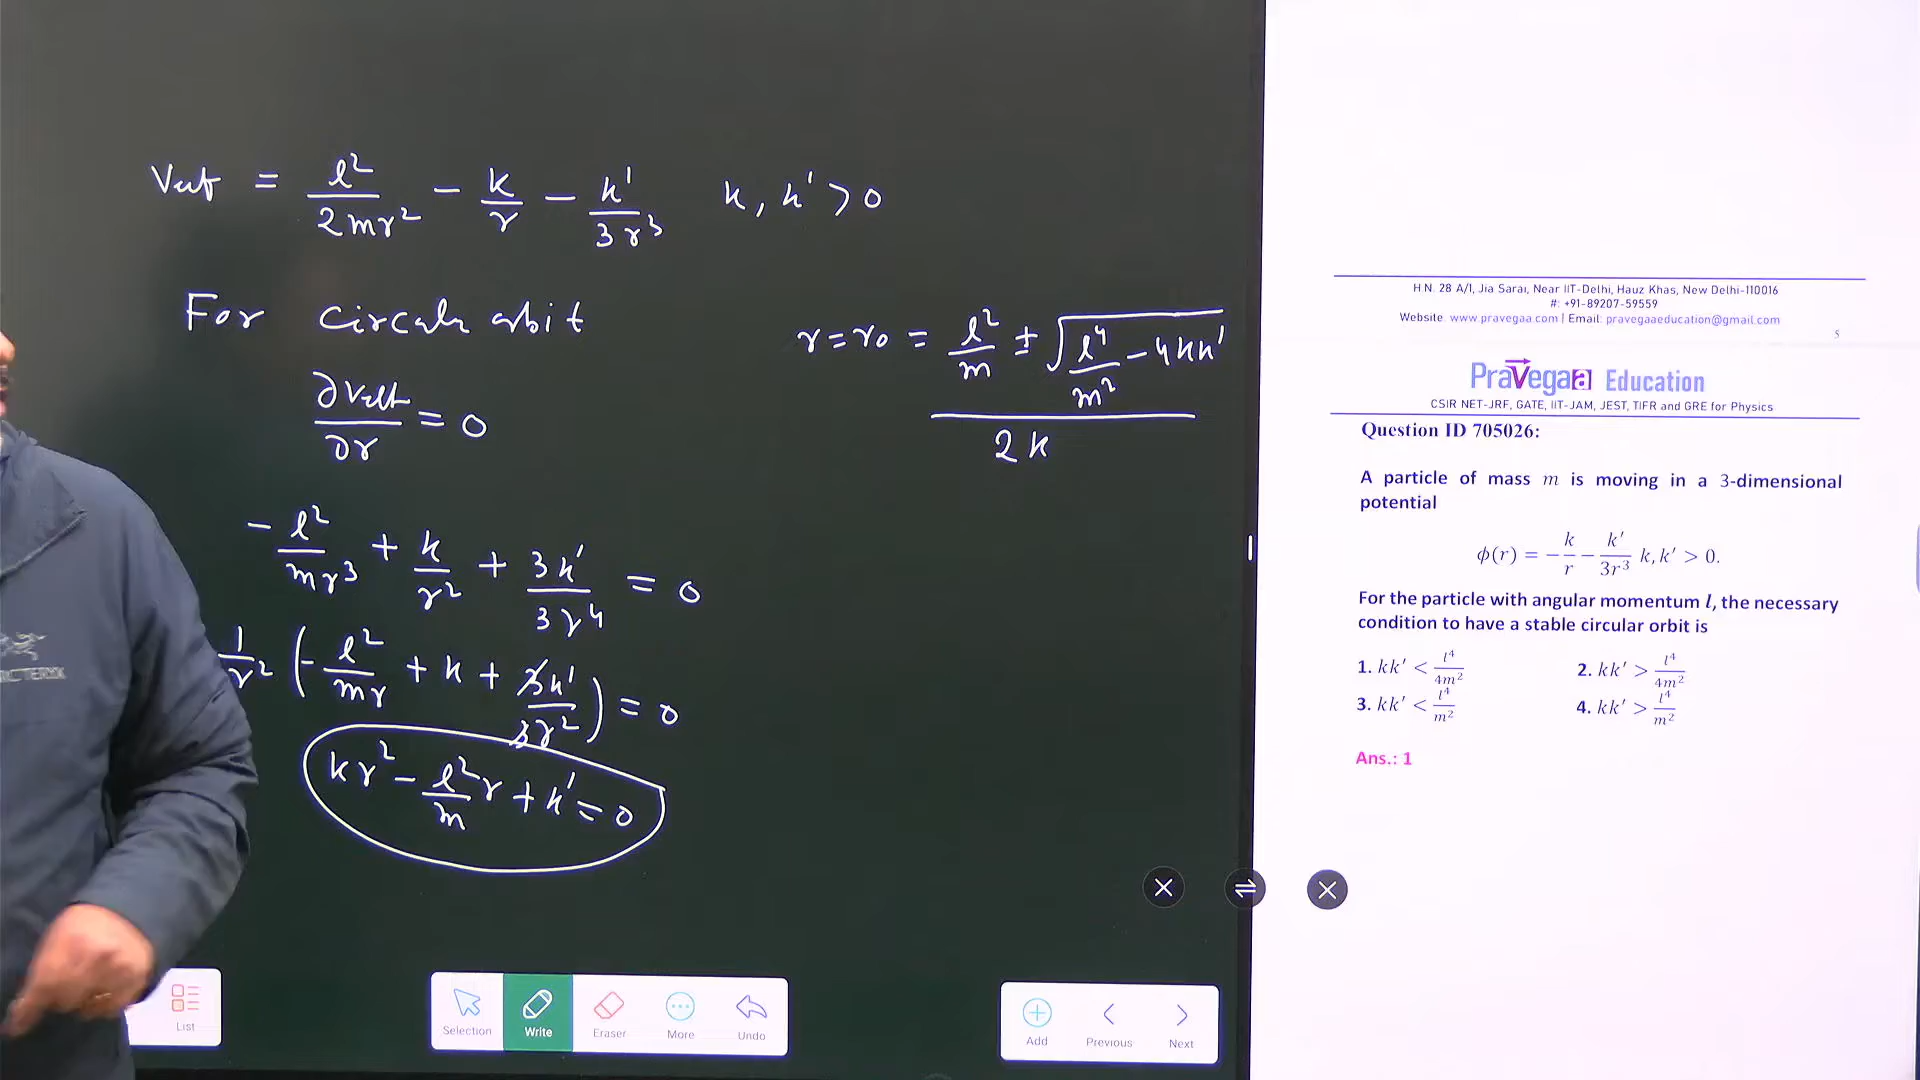 Veff = l²/2mr² - k/r - k'/3r³ k, k' > 0
For circular orbit
∂Veff/∂r = 0
- l²/mr³ + k/r² + 3k'/3r⁴ = 0
1/r² (- l²/mr + k + 3k'/3r²) = 0
kr² - l²/m r + k' = 0
r = r₀ = (l²/m ± √(l⁴/m² - 4kk'))/2k
H.N. 28 A/1, Jia Sarai, Near IIT-Delhi, Hauz Khas, New Delhi-110016
#: +91-89207-59559
Website: www.pravegaa.com | Email: pravegaaeducation@gmail.com
5
Pravegaa Education
CSIR NET-JRF, GATE, IIT-JAM, JEST, TIFR and GRE for Physics
Question ID 705026:
A particle of mass m is moving in a 3-dimensional
potential
ϕ(r) = -k/r - k'/3r³ k, k' > 0.
For the particle with angular momentum l, the necessary
condition to have a stable circular orbit is
1. kk' < l⁴/4m² 2. kk' > l⁴/4m²
3. kk' < l⁴/m² 4. kk' > l⁴/m²
Ans.: 1
List Selection Write Eraser More Undo Add Previous Next